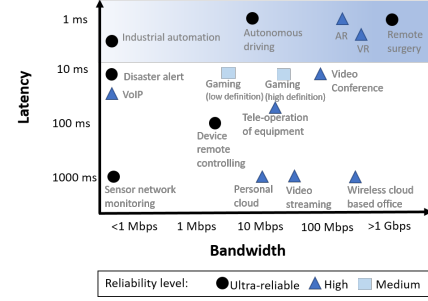 1 ms
Industrial automation
Autonomous
driving
AR
VR
Remote
surgery
10 ms
Disaster alert
VoIP
Gaming
(low definition)
Gaming
(high definition)
Video
Conference
Latency
100 ms
Device
remote
controlling
Tele-operation
of equipment
1000 ms
Sensor network
monitoring
Personal
cloud
Video
streaming
Wireless cloud
based office
<1 Mbps
1 Mbps
10 Mbps
100 Mbps
>1 Gbps
Bandwidth
Reliability level:
Ultra-reliable
High
Medium